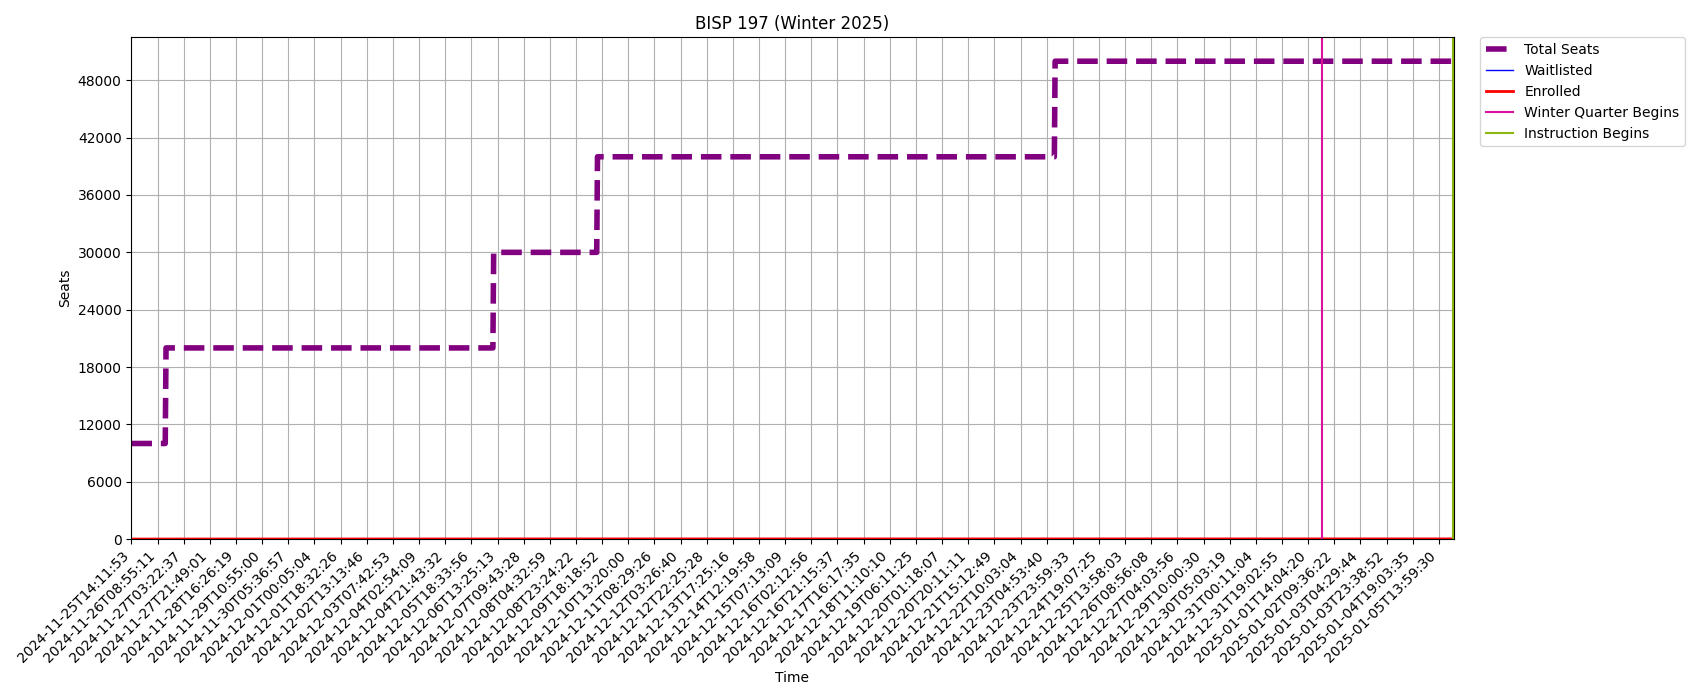 BISP 197 (Winter 2025)
Total Seats
Waitlisted
Enrolled
Winter Quarter Begins
Instruction Begins
48000
42000
36000
30000
24000
18000
12000
6000
0
Seats
2024-11-25T14:11:53
2024-11-26T08:55:11
2024-11-27T03:22:37
2024-11-27T21:49:01
2024-11-28T16:26:19
2024-11-29T10:55:00
2024-11-30T05:36:57
2024-12-01T00:05:04
2024-12-01T18:32:26
2024-12-02T13:13:46
2024-12-03T07:42:53
2024-12-04T02:54:09
2024-12-04T21:43:32
2024-12-05T18:33:56
2024-12-06T13:25:13
2024-12-07T09:43:28
2024-12-08T04:32:59
2024-12-08T23:24:22
2024-12-09T18:18:52
2024-12-10T13:20:00
2024-12-11T08:29:26
2024-12-12T03:26:40
2024-12-12T22:25:28
2024-12-13T17:25:16
2024-12-14T12:19:58
2024-12-15T07:13:09
2024-12-16T02:12:56
2024-12-16T21:15:37
2024-12-17T16:17:35
2024-12-18T11:10:10
2024-12-19T06:11:25
2024-12-20T01:18:07
2024-12-20T20:11:11
2024-12-21T15:12:49
2024-12-22T10:03:04
2024-12-23T04:53:40
2024-12-23T23:59:33
2024-12-24T19:07:25
2024-12-25T13:58:03
2024-12-26T08:56:08
2024-12-27T04:03:56
2024-12-29T10:00:30
2024-12-30T05:03:19
2024-12-31T00:11:04
2024-12-31T19:02:55
2025-01-01T14:04:20
2025-01-02T09:36:22
2025-01-03T04:29:44
2025-01-03T23:38:52
2025-01-04T19:03:35
2025-01-05T13:59:30
Time